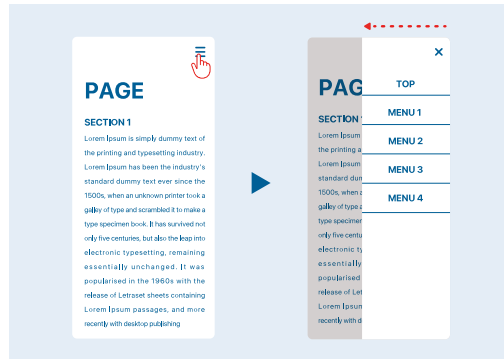 PAGE
SECTION 1
Lorem Ipsum is simply dummy text of
the printing and typesetting industry.
Lorem Ipsum has been the industry's
standard dummy text ever since the
1500s, when an unknown printer took a
galley of type and scrambled it to make a
type specimen book. It has survived not
only five centuries, but also the leap into
electronic typesetting, remaining
essentially unchanged. It was
popularised in the 1960s with the
release of Letraset sheets containing
Lorem Ipsum passages, and more
recently with desktop publishing
PAG
SECTION
Lorem Ipsum
the printing a
Lorem Ipsum
standard dum
1500s, when a
galley of type a
type specimen
only five centu
electronic ty
essentially
popularised
release of Let
Lorem Ipsum
recently with d
×
TOP
MENU 1
MENU 2
MENU 3
MENU 4